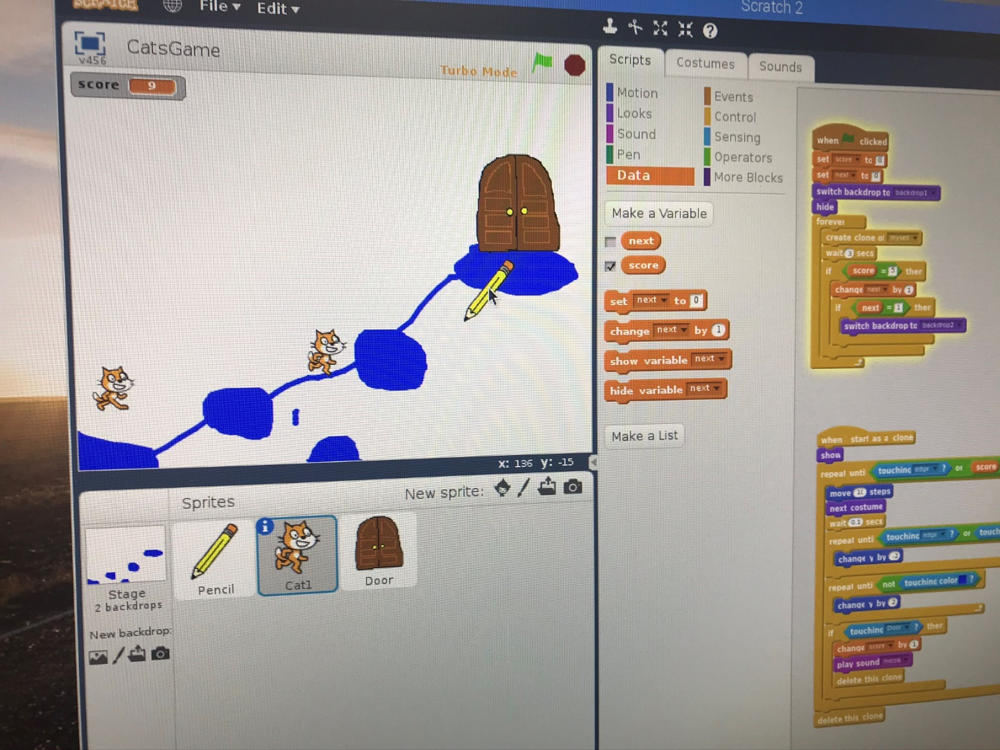 SCRATCH File Edit
Scratch 2
v456
CatsGame
Turbo Mode
score 9
x: 136 y: -15
Sprites
New sprite:
Stage
2 backdrops
New backdrop:
Pencil
Cat1
Door
Scripts
Costumes
Sounds
Motion
Looks
Sound
Pen
Data
Events
Control
Sensing
Operators
More Blocks
Make a Variable
next
score
set next to 0
change next by 1
show variable next
hide variable next
Make a List
when clicked
set score to 0
set next to 0
switch backdrop to backdrop1
hide
forever
create clone of myself
wait 3 secs
if score = 5 then
change next by 1
if next = 1 then
switch backdrop to backdrop2
when I start as a clone
show
repeat until touching edge ? or score
move 10 steps
next costume
wait 0.1 secs
repeat until touching edge ? or touch
change y by -2
repeat until not touching color ?
change y by 2
if touching Door ? then
change score by 1
play sound meow
delete this clone
delete this clone